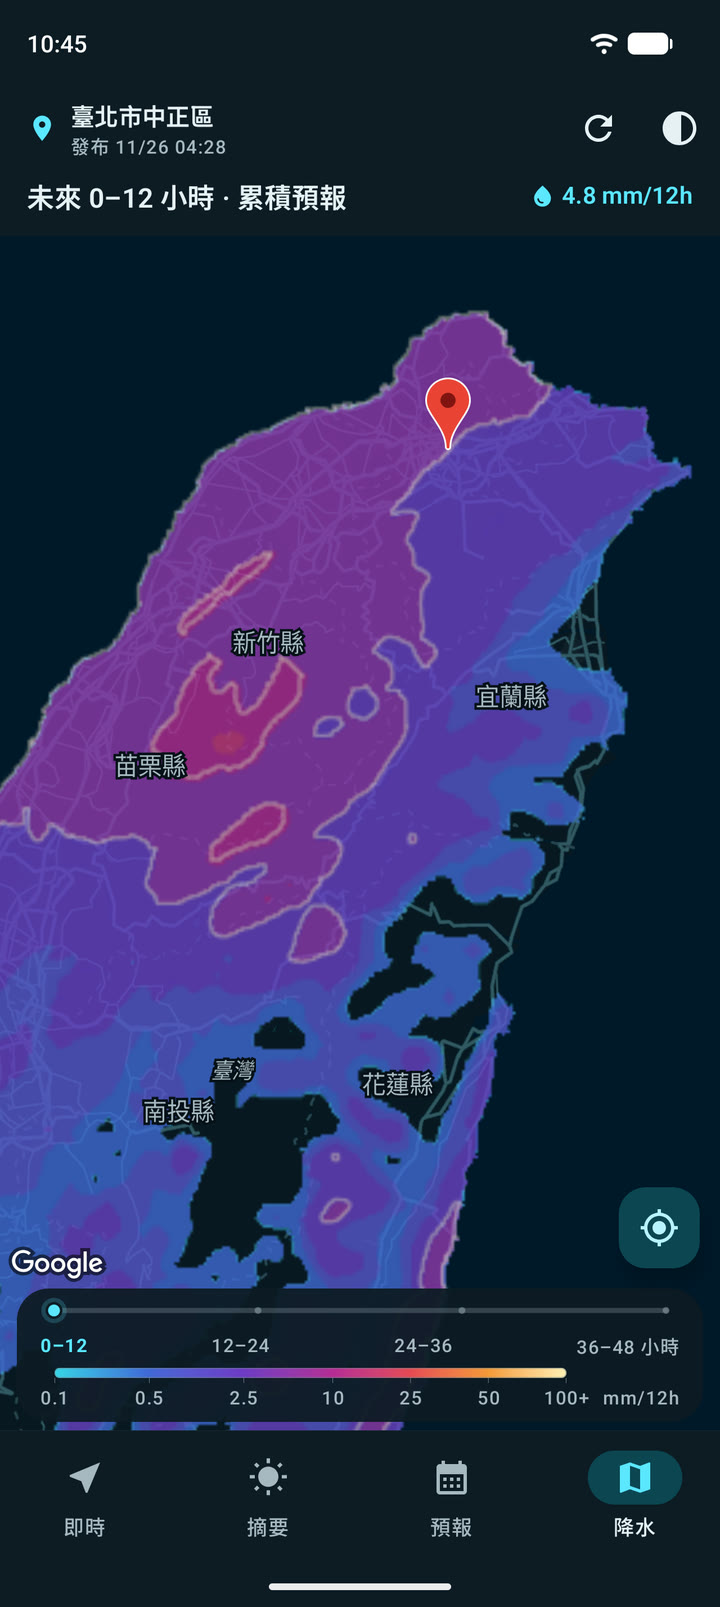 10:45
臺北市中正區
發布 11/26 04:28
未來 0–12 小時 · 累積預報
4.8 mm/12h
新竹縣
宜蘭縣
苗栗縣
臺灣
花蓮縣
南投縣
Google
0–12 12–24 24–36 36–48 小時
0.1 0.5 2.5 10 25 50 100+ mm/12h
即時 摘要 預報 降水